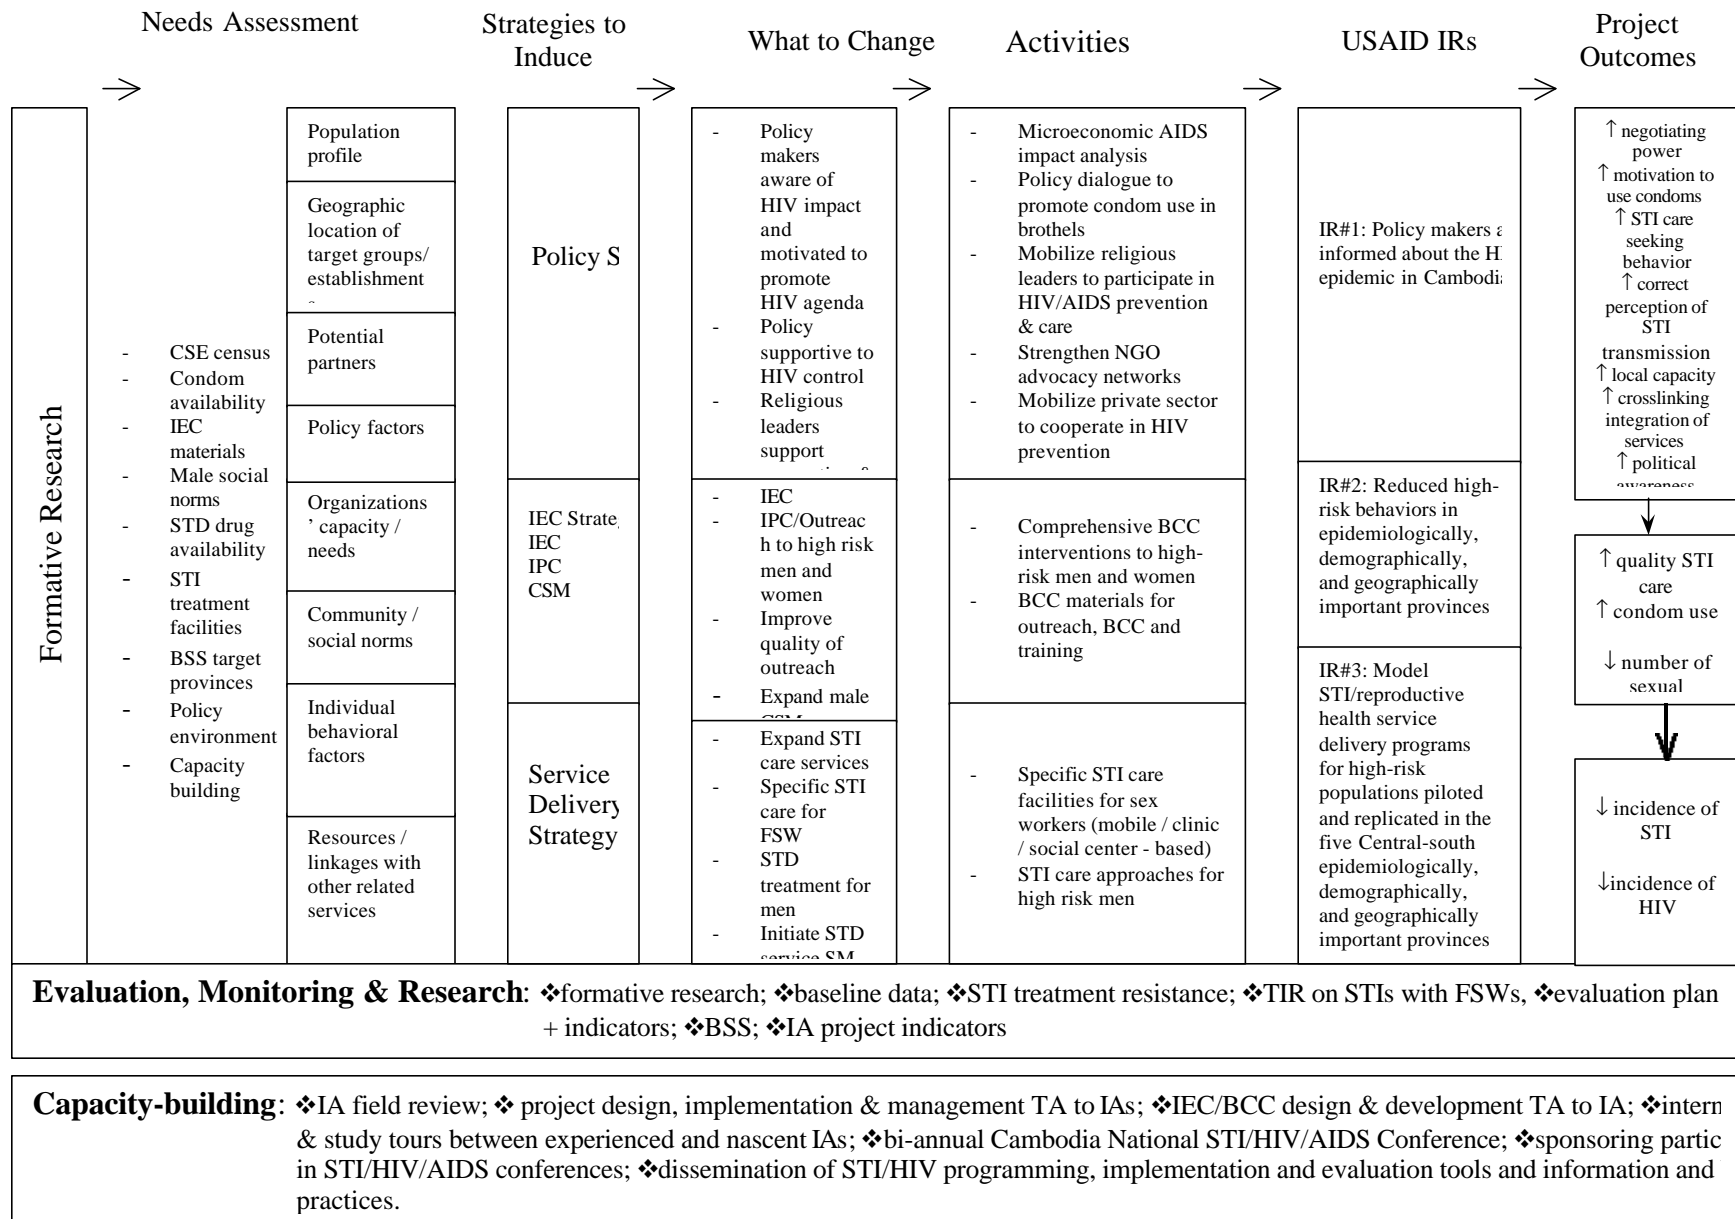 Needs Assessment
Strategies to
Induce
What to Change
Activities
USAID IRs
Project
Outcomes
Formative Research
- CSE census
- Condom
availability
- IEC
materials
- Male social
norms
- STD drug
availability
- STI
treatment
facilities
- BSS target
provinces
- Policy
environment
- Capacity
building
Population
profile
Geographic
location of
target groups/
establishment
Potential
partners
Policy factors
Organizations
’ capacity /
needs
Community /
social norms
Individual
behavioral
factors
Resources /
linkages with
other related
services
Policy S
IEC Strate
IEC
IPC
CSM
Service
Delivery
Strategy
- Policy
makers
aware of
HIV impact
and
motivated to
promote
HIV agenda
- Policy
supportive to
HIV control
- Religious
leaders
support
- IEC
- IPC/Outreac
h to high risk
men and
women
- Improve
quality of
outreach
- Expand male
CSM
- Expand STI
care services
- Specific STI
care for
FSW
- STD
treatment for
men
- Initiate STD
service SM
- Microeconomic AIDS
impact analysis
- Policy dialogue to
promote condom use in
brothels
- Mobilize religious
leaders to participate in
HIV/AIDS prevention
& care
- Strengthen NGO
advocacy networks
- Mobilize private sector
to cooperate in HIV
prevention
- Comprehensive BCC
interventions to high-
risk men and women
- BCC materials for
outreach, BCC and
training
- Specific STI care
facilities for sex
workers (mobile / clinic
/ social center - based)
- STI care approaches for
high risk men
IR#1: Policy makers a
informed about the H
epidemic in Cambodi
IR#2: Reduced high-
risk behaviors in
epidemiologically,
demographically,
and geographically
important provinces
IR#3: Model
STI/reproductive
health service
delivery programs
for high-risk
populations piloted
and replicated in the
five Central-south
epidemiologically,
demographically,
and geographically
important provinces
↑ negotiating
power
↑ motivation to
use condoms
↑ STI care
seeking
behavior
↑ correct
perception of
STI
transmission
↑ local capacity
↑ crosslinking
integration of
services
↑ political
awareness
↑ quality STI
care
↑ condom use
↓ number of
sexual
↓ incidence of
STI
↓incidence of
HIV
Evaluation, Monitoring & Research: ❖formative research; ❖baseline data; ❖STI treatment resistance; ❖TIR on STIs with FSWs, ❖evaluation plan
+ indicators; ❖BSS; ❖IA project indicators
Capacity-building: ❖IA field review; ❖ project design, implementation & management TA to IAs; ❖IEC/BCC design & development TA to IA; ❖intern
& study tours between experienced and nascent IAs; ❖bi-annual Cambodia National STI/HIV/AIDS Conference; ❖sponsoring partic
in STI/HIV/AIDS conferences; ❖dissemination of STI/HIV programming, implementation and evaluation tools and information and
practices.